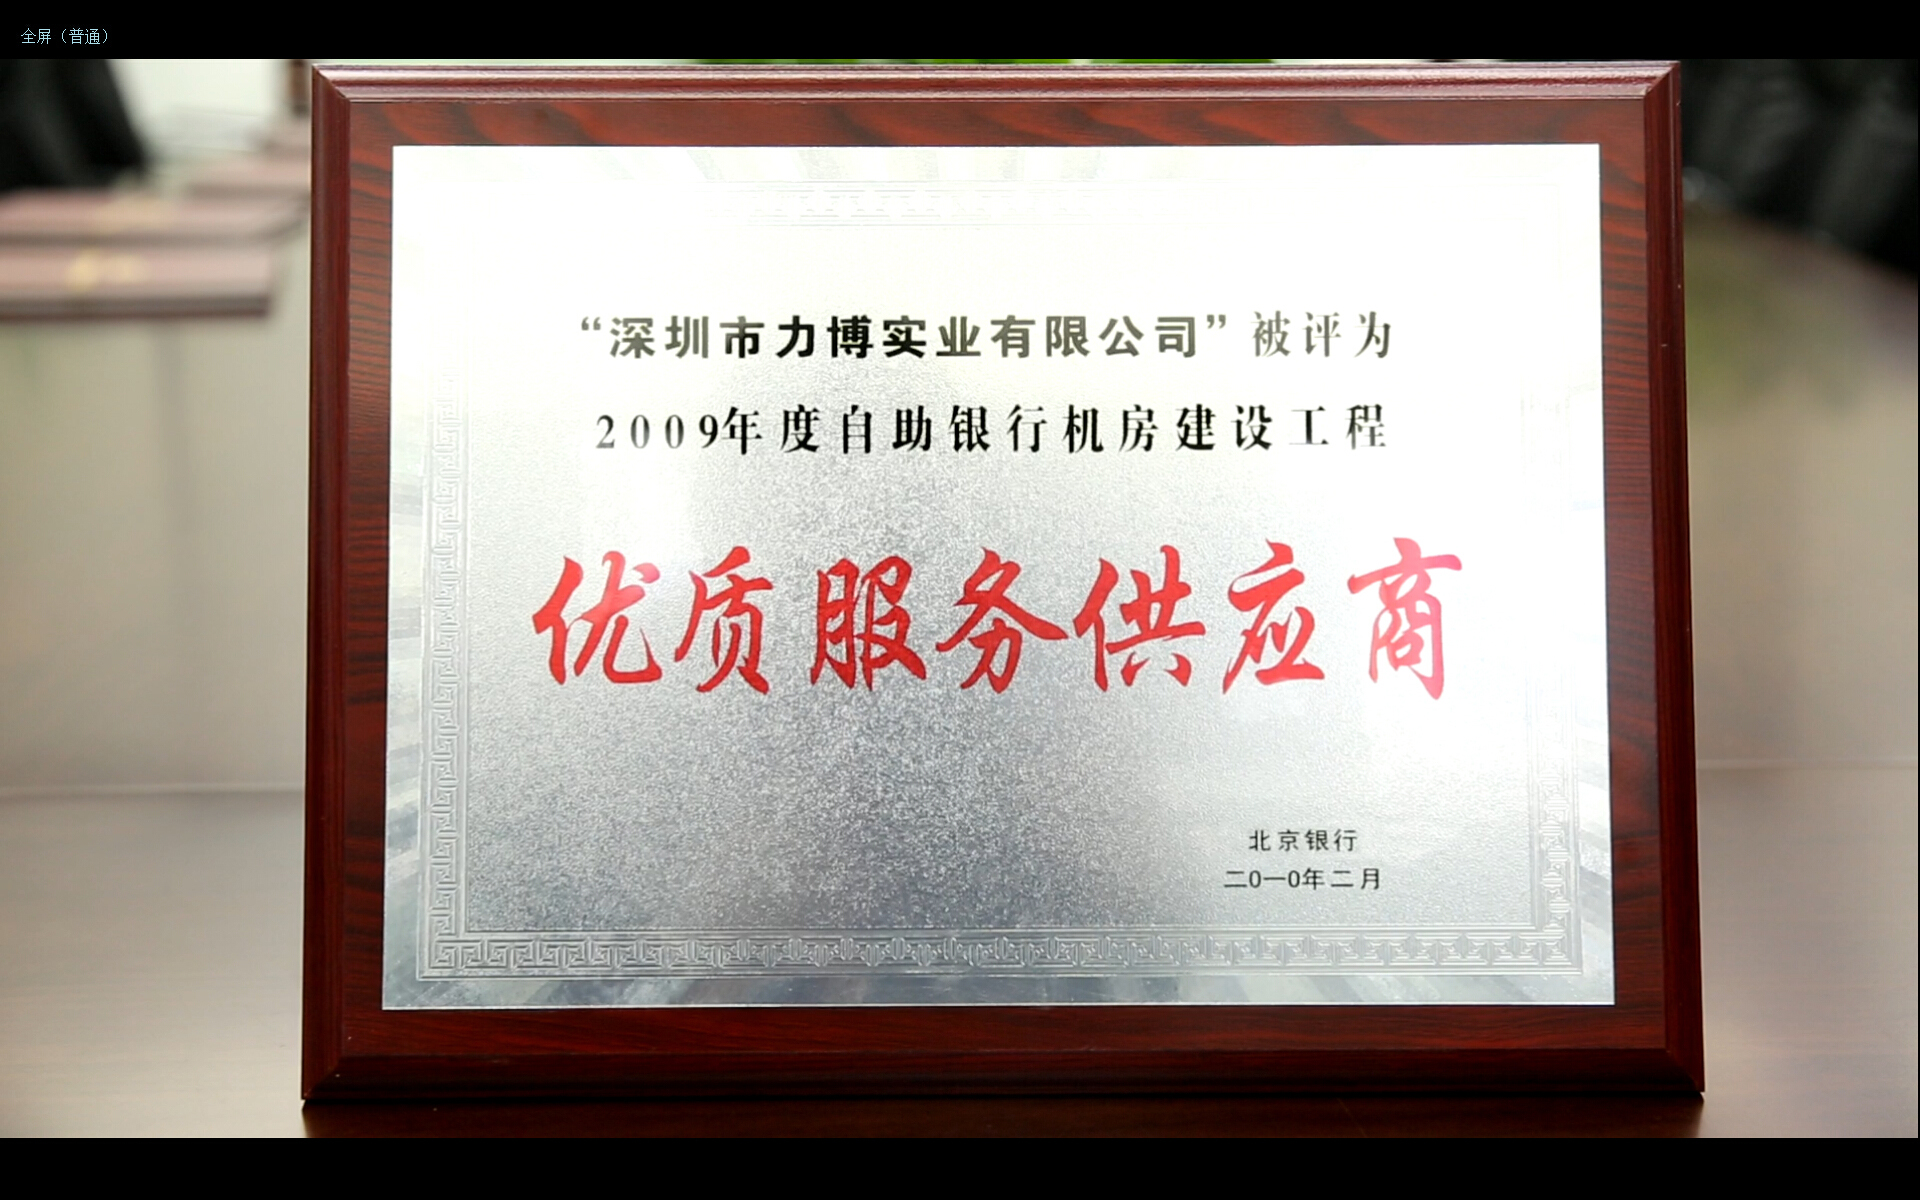 全屏（普通）
“深圳市力博实业有限公司”被评为
2009年度自助银行机房建设工程
优质服务供应商
北京银行
二0一0年二月